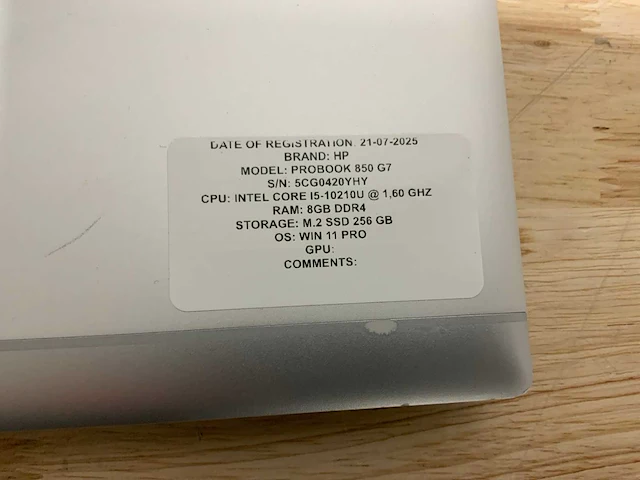 DATE OF REGISTRATION: 21-07-2025
BRAND: HP
MODEL: PROBOOK 850 G7
S/N: 5CG0420YHY
CPU: INTEL CORE I5-10210U @ 1,60 GHZ
RAM: 8GB DDR4
STORAGE: M.2 SSD 256 GB
OS: WIN 11 PRO
GPU:
COMMENTS: